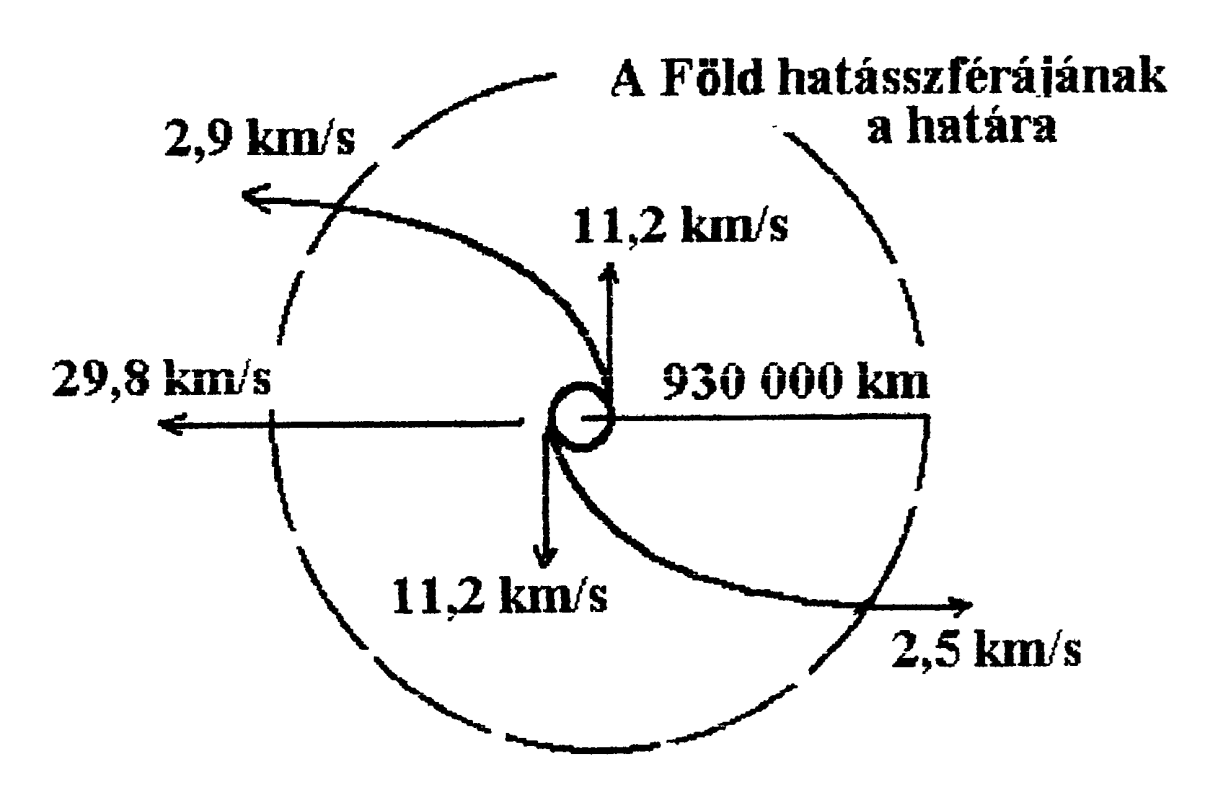 A Föld hatásszférájának
a határa
2,9 km/s
11,2 km/s
29,8 km/s
930 000 km
11,2 km/s
2,5 km/s